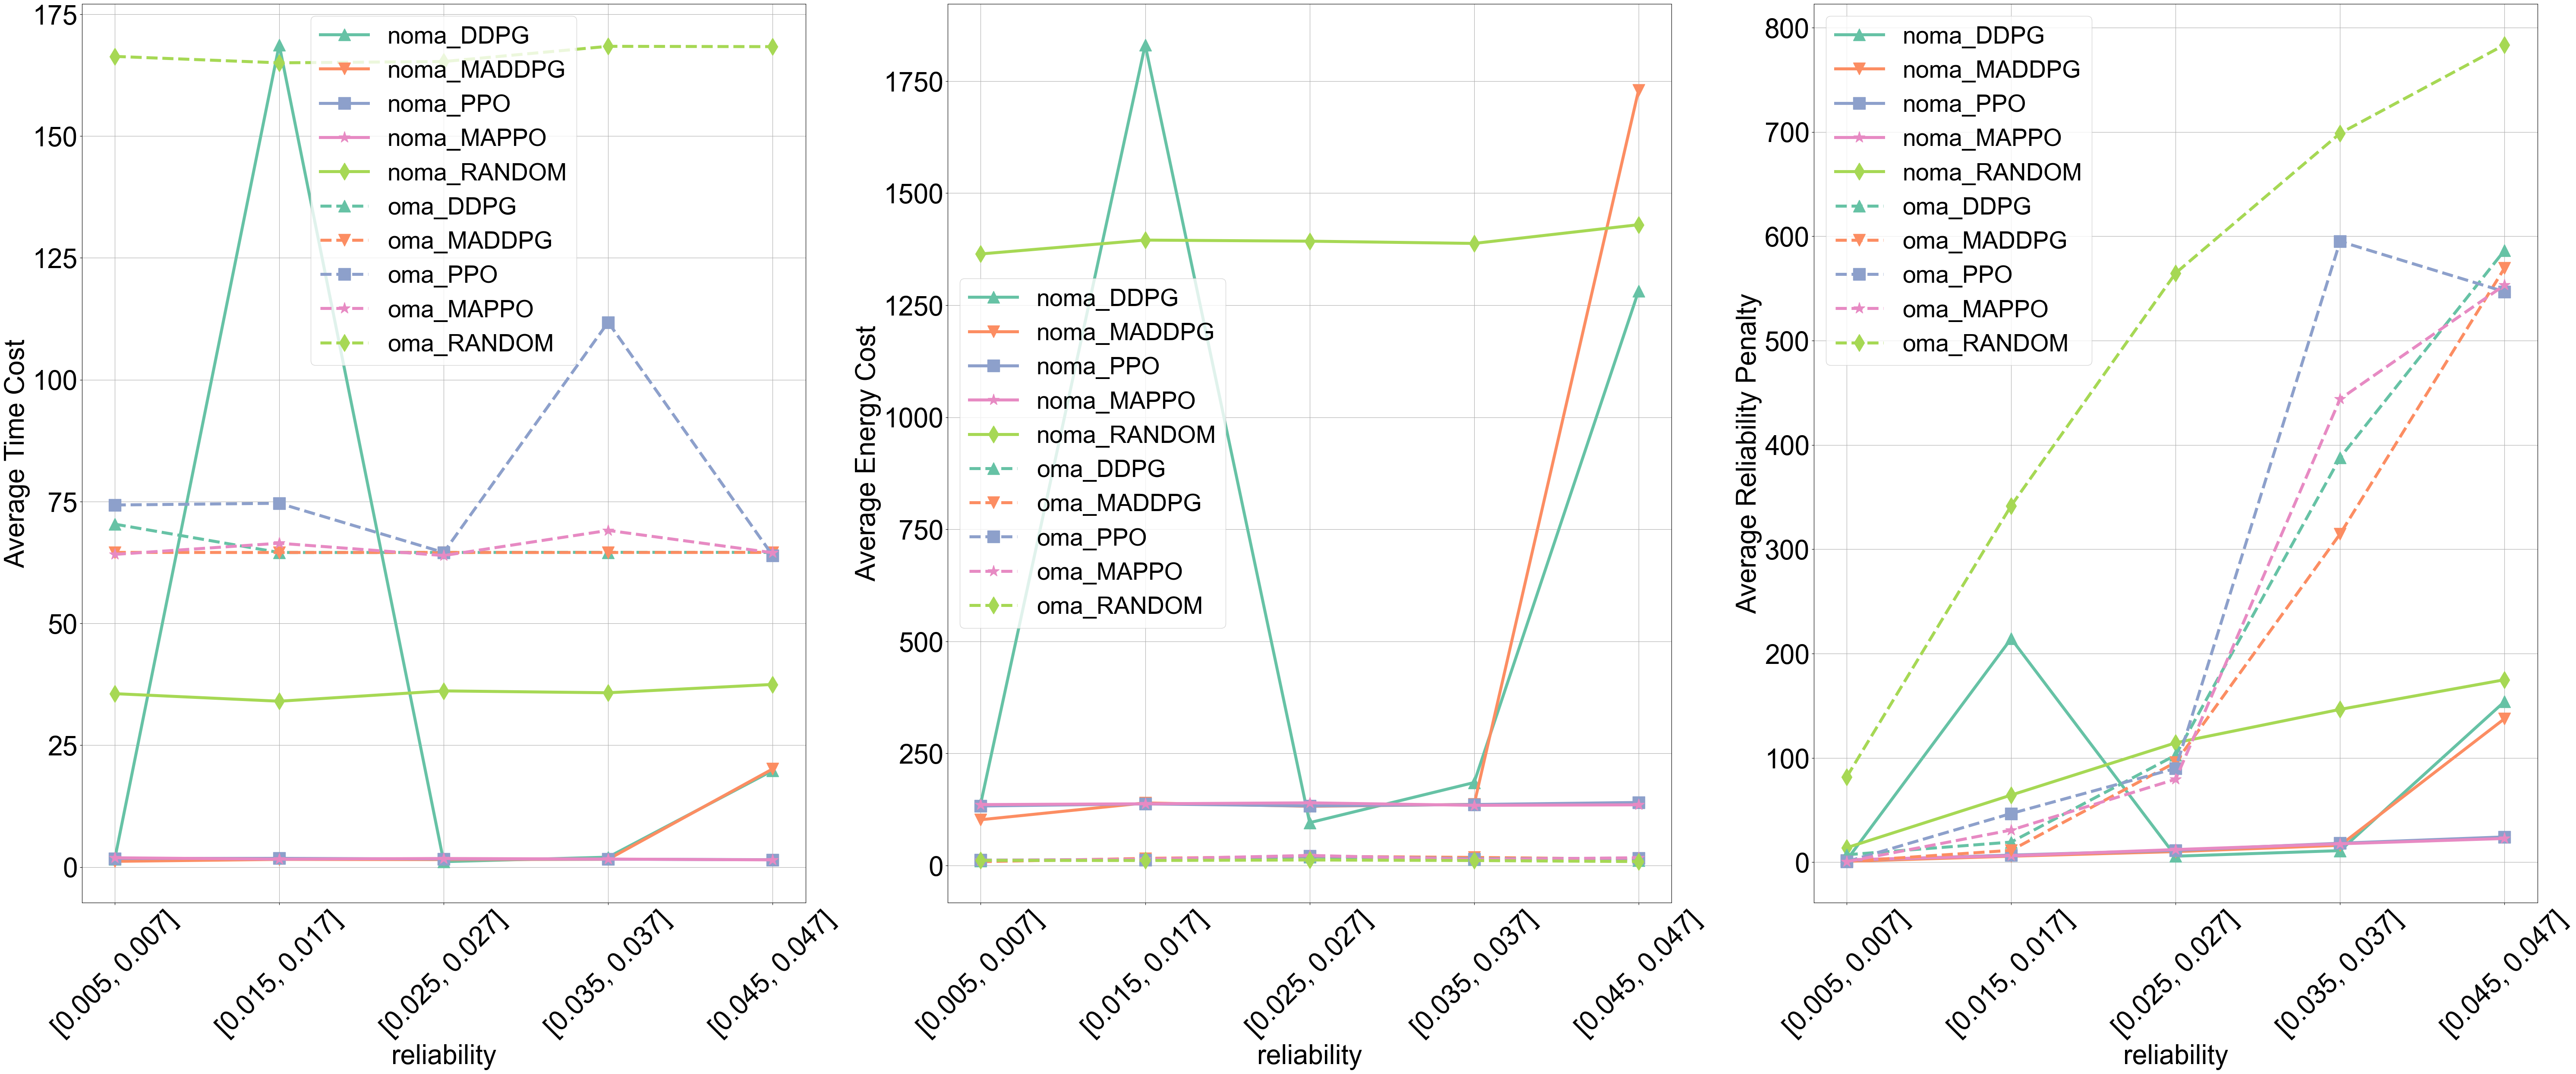 Average Time Cost
175
150
125
100
75
50
25
0
noma_DDPG
noma_MADDPG
noma_PPO
noma_MAPPO
noma_RANDOM
oma_DDPG
oma_MADDPG
oma_PPO
oma_MAPPO
oma_RANDOM
[0.005, 0.007]
[0.015, 0.017]
[0.025, 0.027]
[0.035, 0.037]
[0.045, 0.047]
reliability
Average Energy Cost
1750
1500
1250
1000
750
500
250
0
noma_DDPG
noma_MADDPG
noma_PPO
noma_MAPPO
noma_RANDOM
oma_DDPG
oma_MADDPG
oma_PPO
oma_MAPPO
oma_RANDOM
[0.005, 0.007]
[0.015, 0.017]
[0.025, 0.027]
[0.035, 0.037]
[0.045, 0.047]
reliability
Average Reliability Penalty
800
700
600
500
400
300
200
100
0
noma_DDPG
noma_MADDPG
noma_PPO
noma_MAPPO
noma_RANDOM
oma_DDPG
oma_MADDPG
oma_PPO
oma_MAPPO
oma_RANDOM
[0.005, 0.007]
[0.015, 0.017]
[0.025, 0.027]
[0.035, 0.037]
[0.045, 0.047]
reliability